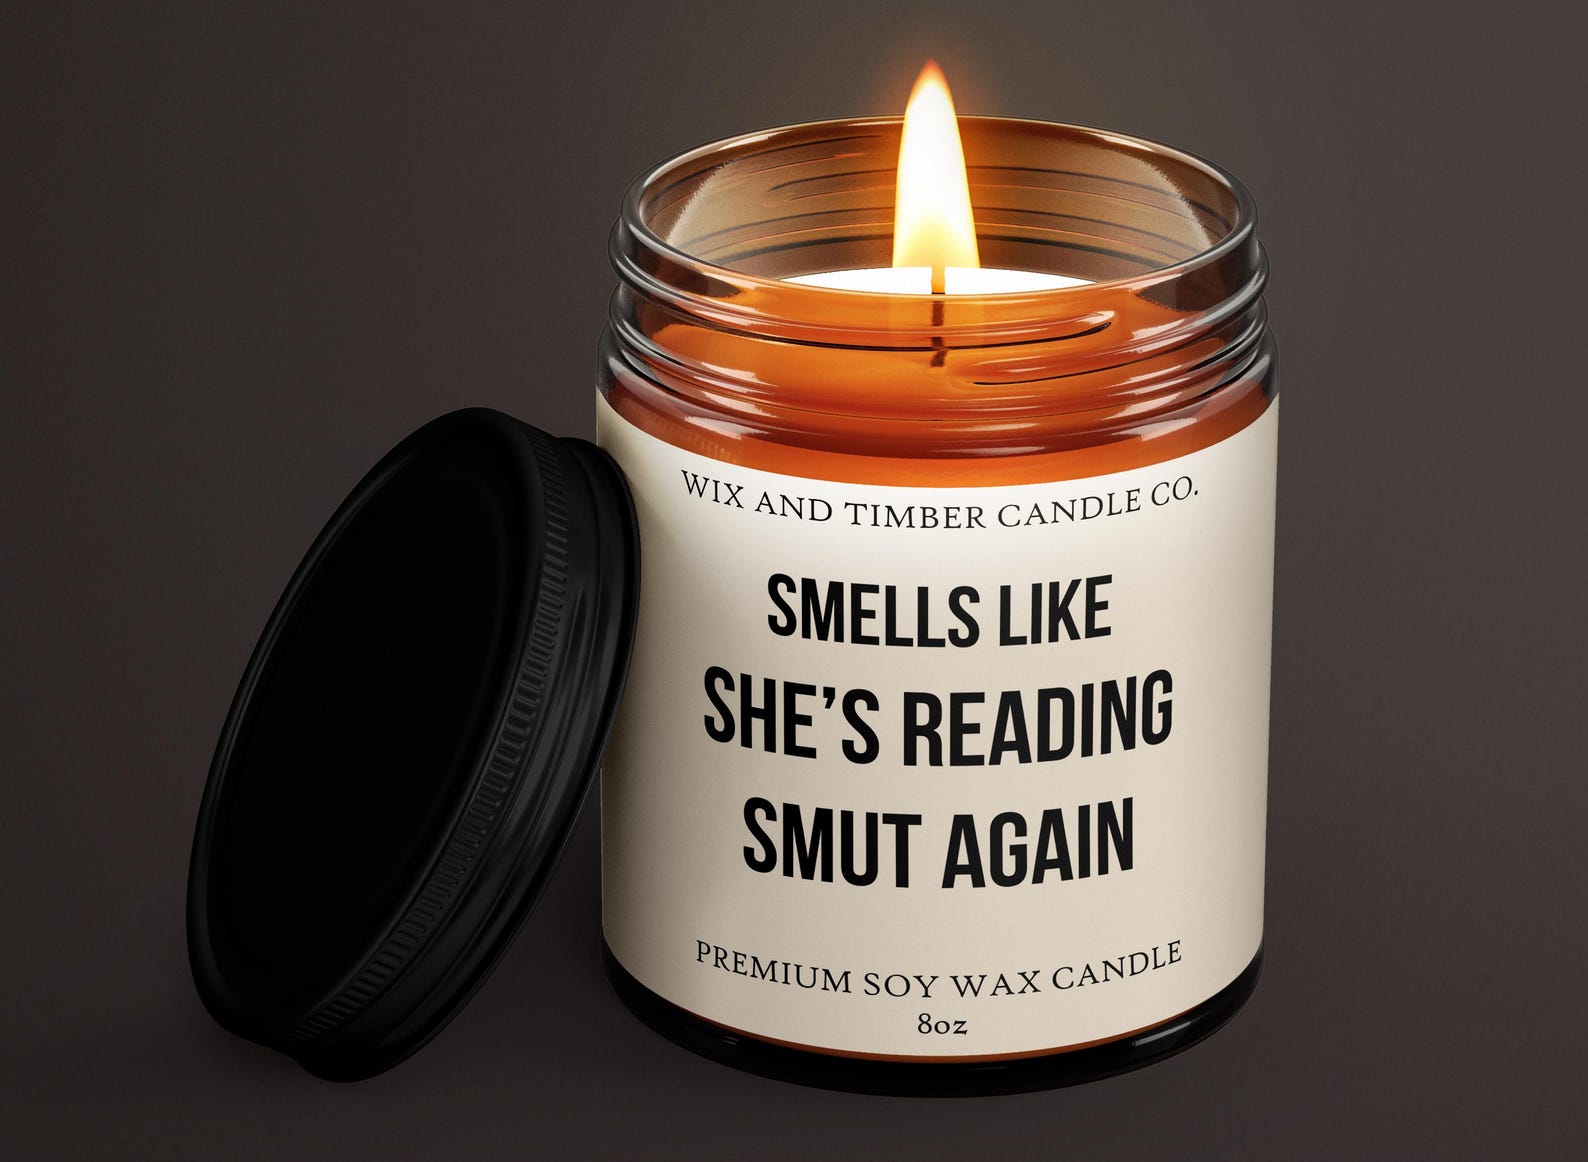 WIX AND TIMBER CANDLE CO.
SMELLS LIKE
SHE'S READING
SMUT AGAIN
PREMIUM SOY WAX CANDLE
8oz